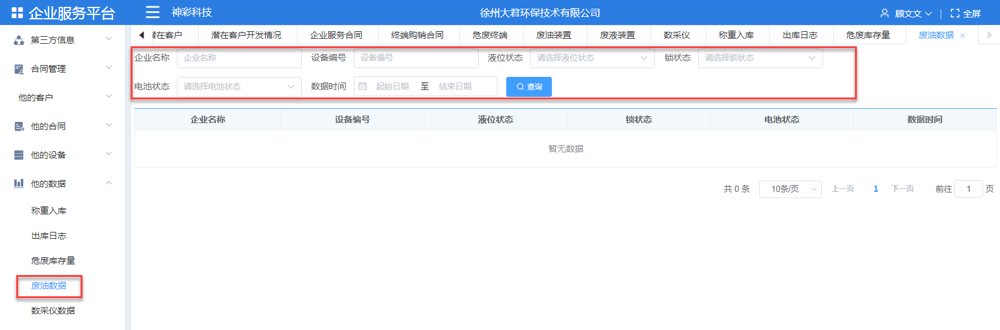 企业服务平台 神彩科技 徐州大君环保技术有限公司 顾文文 全屏
潜在客户 潜在客户开发情况 企业服务合同 终端购销合同 危废终端 废油装置 废液装置 数采仪 称重入库 出库日志 危废库存量 废油数据
第三方信息
合同管理
他的客户
他的合同
他的设备
他的数据
称重入库
出库日志
危废库存量
废油数据
数采仪数据
企业名称 企业名称 设备编号 设备编号 液位状态 请选择液位状态 锁状态 请选择锁状态
电池状态 请选择电池状态 数据时间 起始日期 至 结束日期 查询
企业名称 设备编号 液位状态 锁状态 电池状态 数据时间
暂无数据
共 0 条 10条/页 上一页 1 下一页 前往 1 页